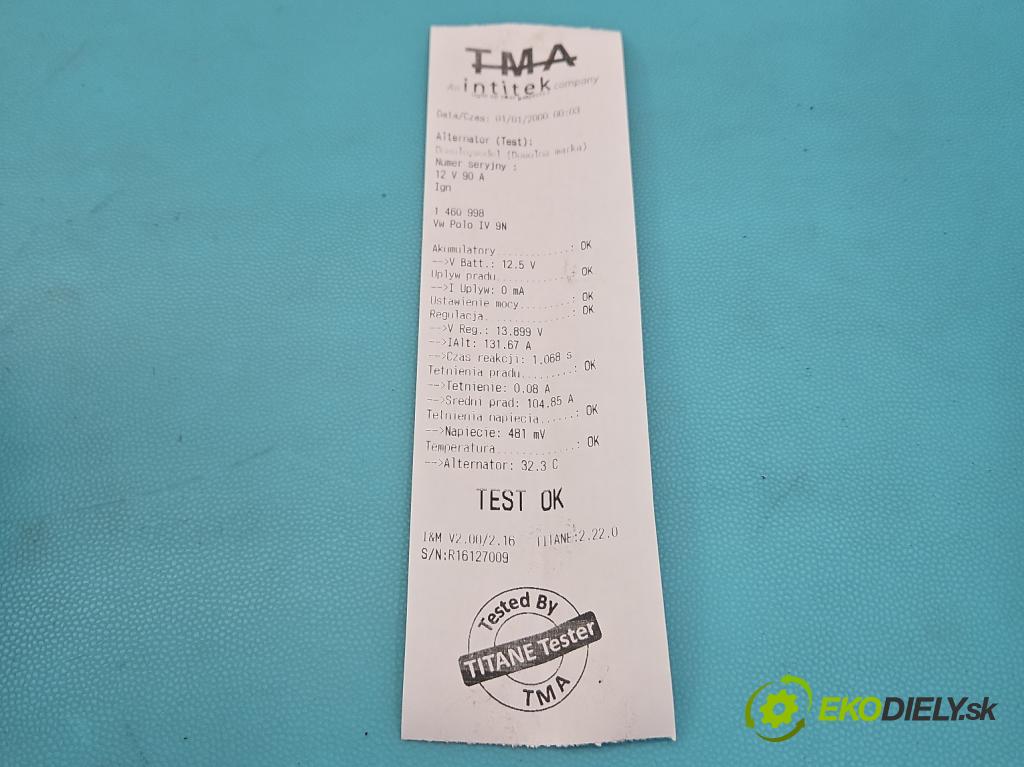 TMA
An intitek company
Data/Czas: 01/01/2000 00:03
Alternator (Test):
(Dowolna marka)
Numer seryjny :
12 V 90 A
Ign
1 460 998
Vw Polo IV 9N
Akumulatory..........: OK
-->V Batt.: 12.5 V
Uplyw pradu..........: OK
-->I Uplyw: 0 mA
Ustawienie mocy.......: OK
Regulacja............: OK
-->V Reg.: 13.899 V
-->IAlt: 131.67 A
-->Czas reakcji: 1.068 s
Tetnienia pradu.........: OK
-->Tetnienie: 0.08 A
-->Sredni prad: 104.85 A
Tetnienia napiecia......: OK
-->Napiecie: 481 mV
Temperatura............: OK
-->Alternator: 32.3 C
TEST OK
I&M V2.00/2.16 TITANE:2.22.0
S/N:R16127009
Tested By
TITANE Tester
TMA
EKODIELY.sk